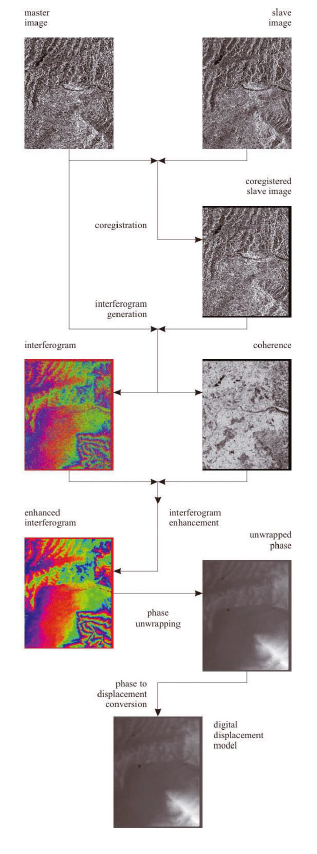 master
image
slave
image
coregistered
slave image
coregistration
interferogram
generation
interferogram
coherence
enhanced
interferogram
interferogram
enhancement
unwrapped
phase
phase
unwrapping
phase to
displacement
conversion
digital
displacement
model